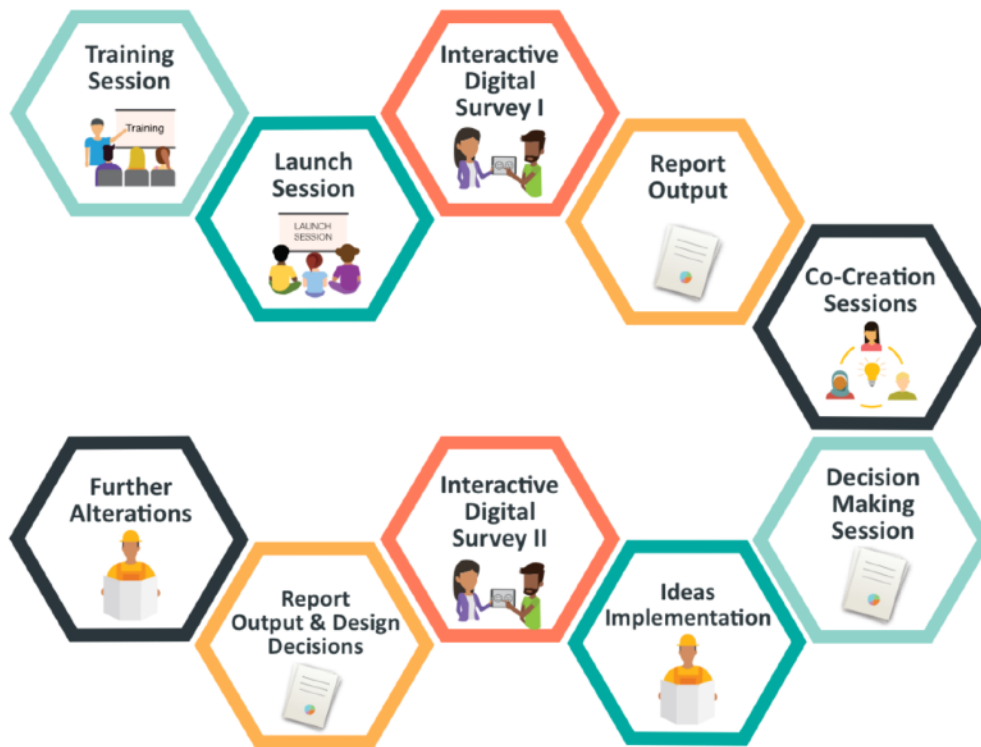 Training
Session
Training
Launch
Session
LAUNCH
SESSION
Interactive
Digital
Survey I
Report
Output
Co-Creation
Sessions
Decision
Making
Session
Ideas
Implementation
Interactive
Digital
Survey II
Report
Output & Design
Decisions
Further
Alterations